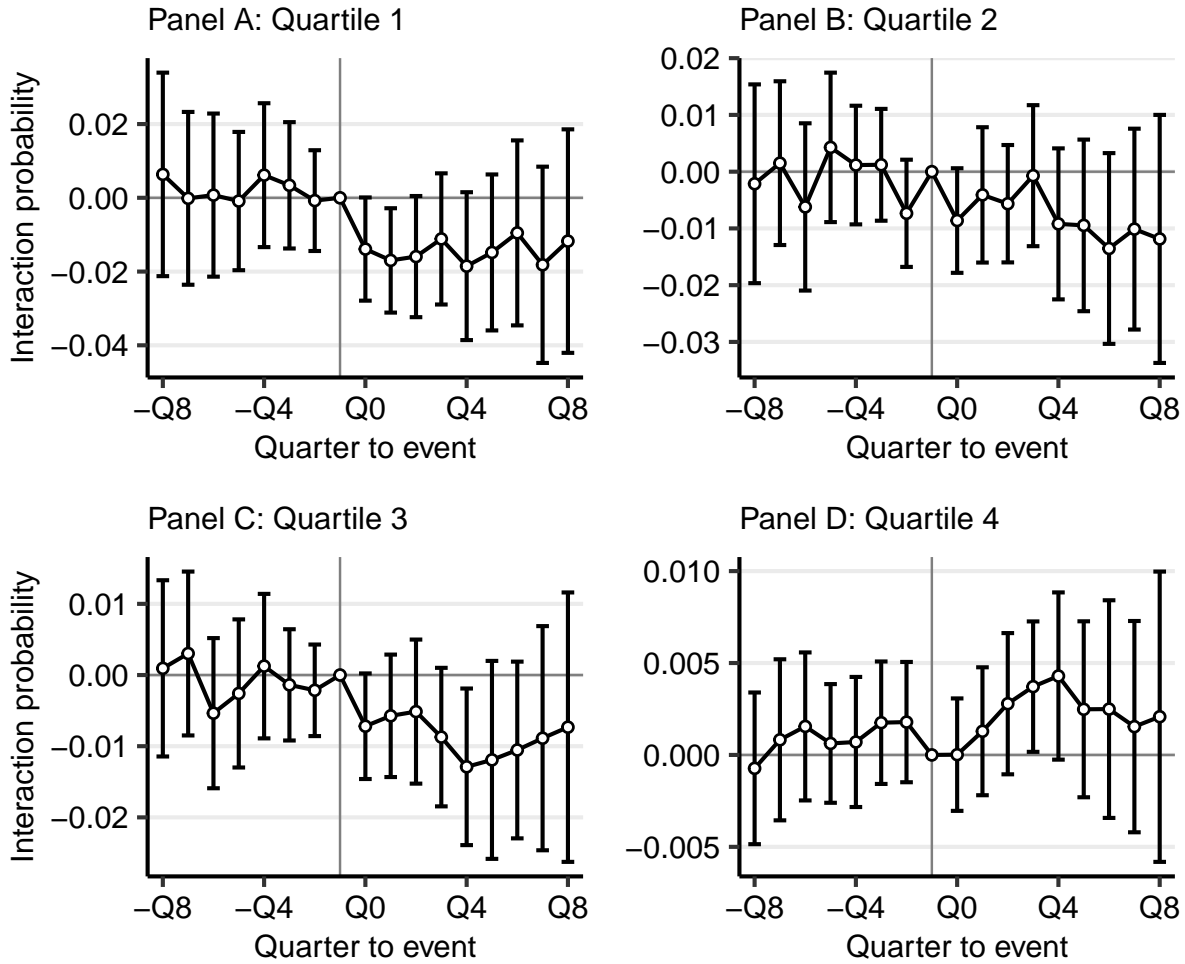 Panel A: Quartile 1
Interaction probability
0.02
0.00
−0.02
−0.04
−Q8 −Q4 Q0 Q4 Q8
Quarter to event
Panel B: Quartile 2
0.02
0.01
0.00
−0.01
−0.02
−0.03
−Q8 −Q4 Q0 Q4 Q8
Quarter to event
Panel C: Quartile 3
Interaction probability
0.01
0.00
−0.01
−0.02
−Q8 −Q4 Q0 Q4 Q8
Quarter to event
Panel D: Quartile 4
0.010
0.005
0.000
−0.005
−Q8 −Q4 Q0 Q4 Q8
Quarter to event